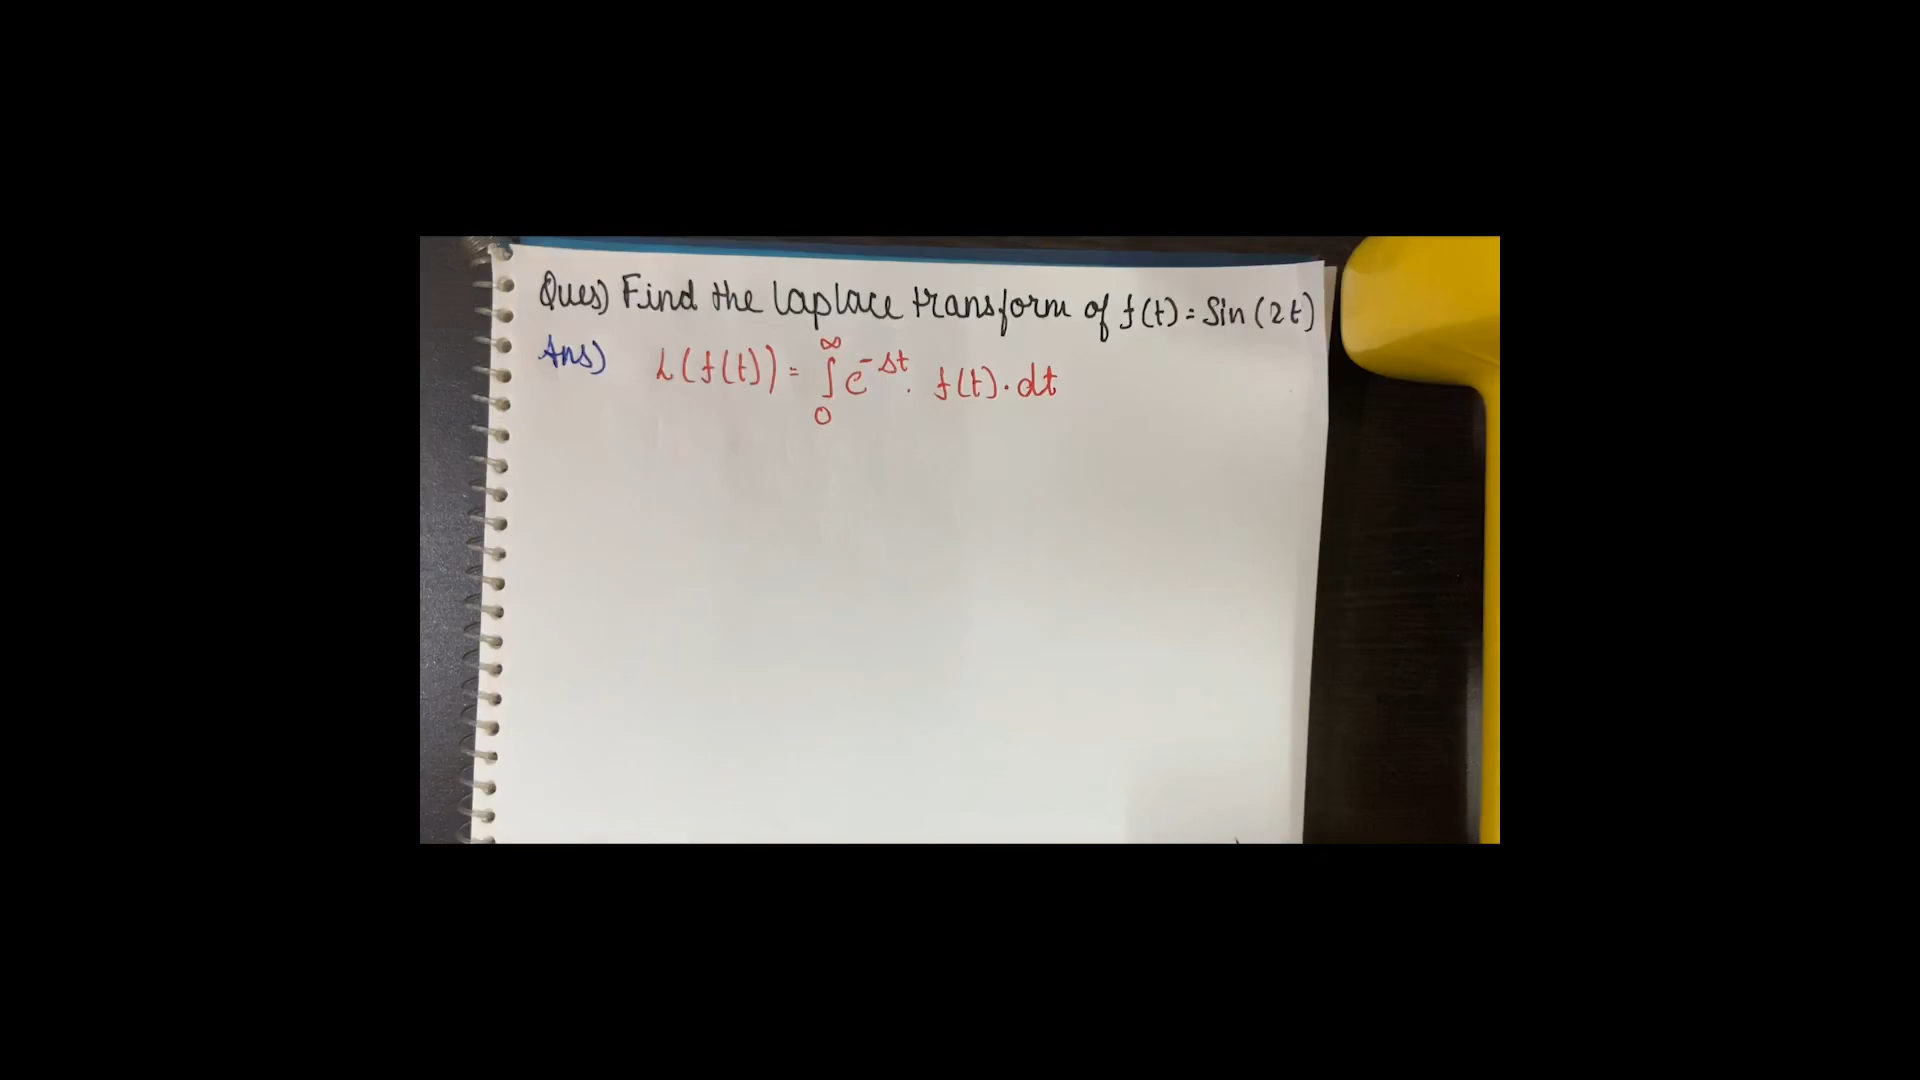 Ques) Find the Laplace transform of f(t) = Sin (2t)
Ans) L(f(t)) = ∫₀^∞ e^-st . f(t) . dt